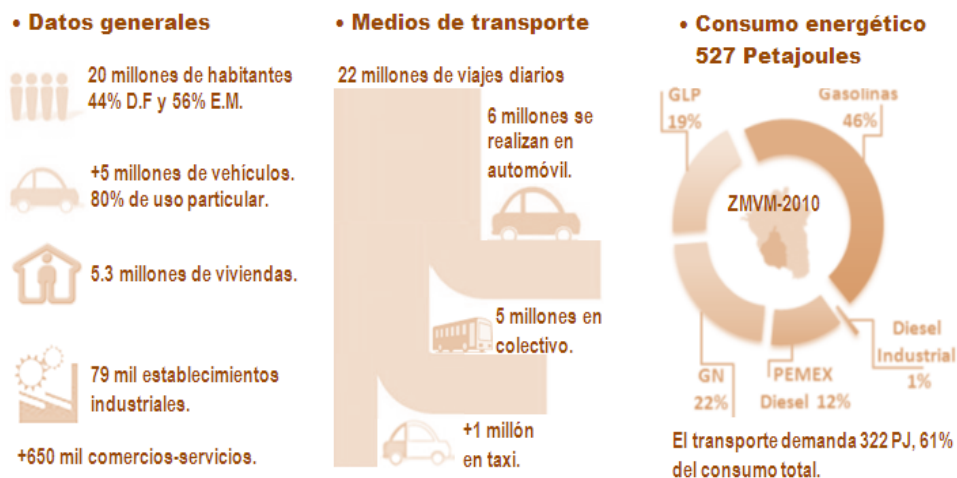 • Datos generales
20 millones de habitantes
44% D.F y 56% E.M.
+5 millones de vehículos.
80% de uso particular.
5.3 millones de viviendas.
79 mil establecimientos
industriales.
+650 mil comercios-servicios.
• Medios de transporte
22 millones de viajes diarios
6 millones se
realizan en
automóvil.
5 millones en
colectivo.
+1 millón
en taxi.
• Consumo energético
527 Petajoules
GLP
19%
Gasolinas
46%
ZMVM-2010
Diesel
Industrial
1%
GN
22%
PEMEX
Diesel 12%
El transporte demanda 322 PJ, 61%
del consumo total.